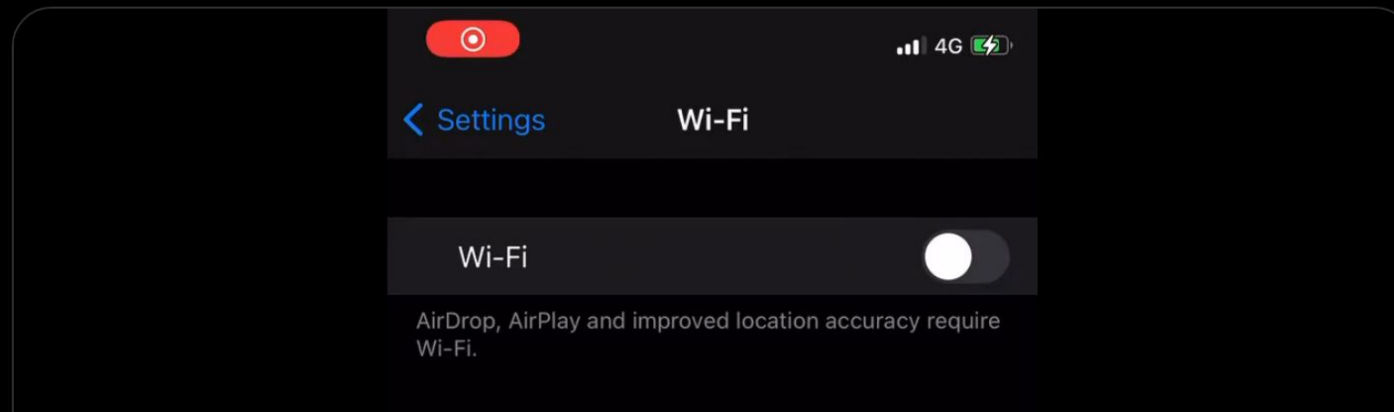 4G
Settings
Wi-Fi
Wi-Fi
AirDrop, AirPlay and improved location accuracy require
Wi-Fi.